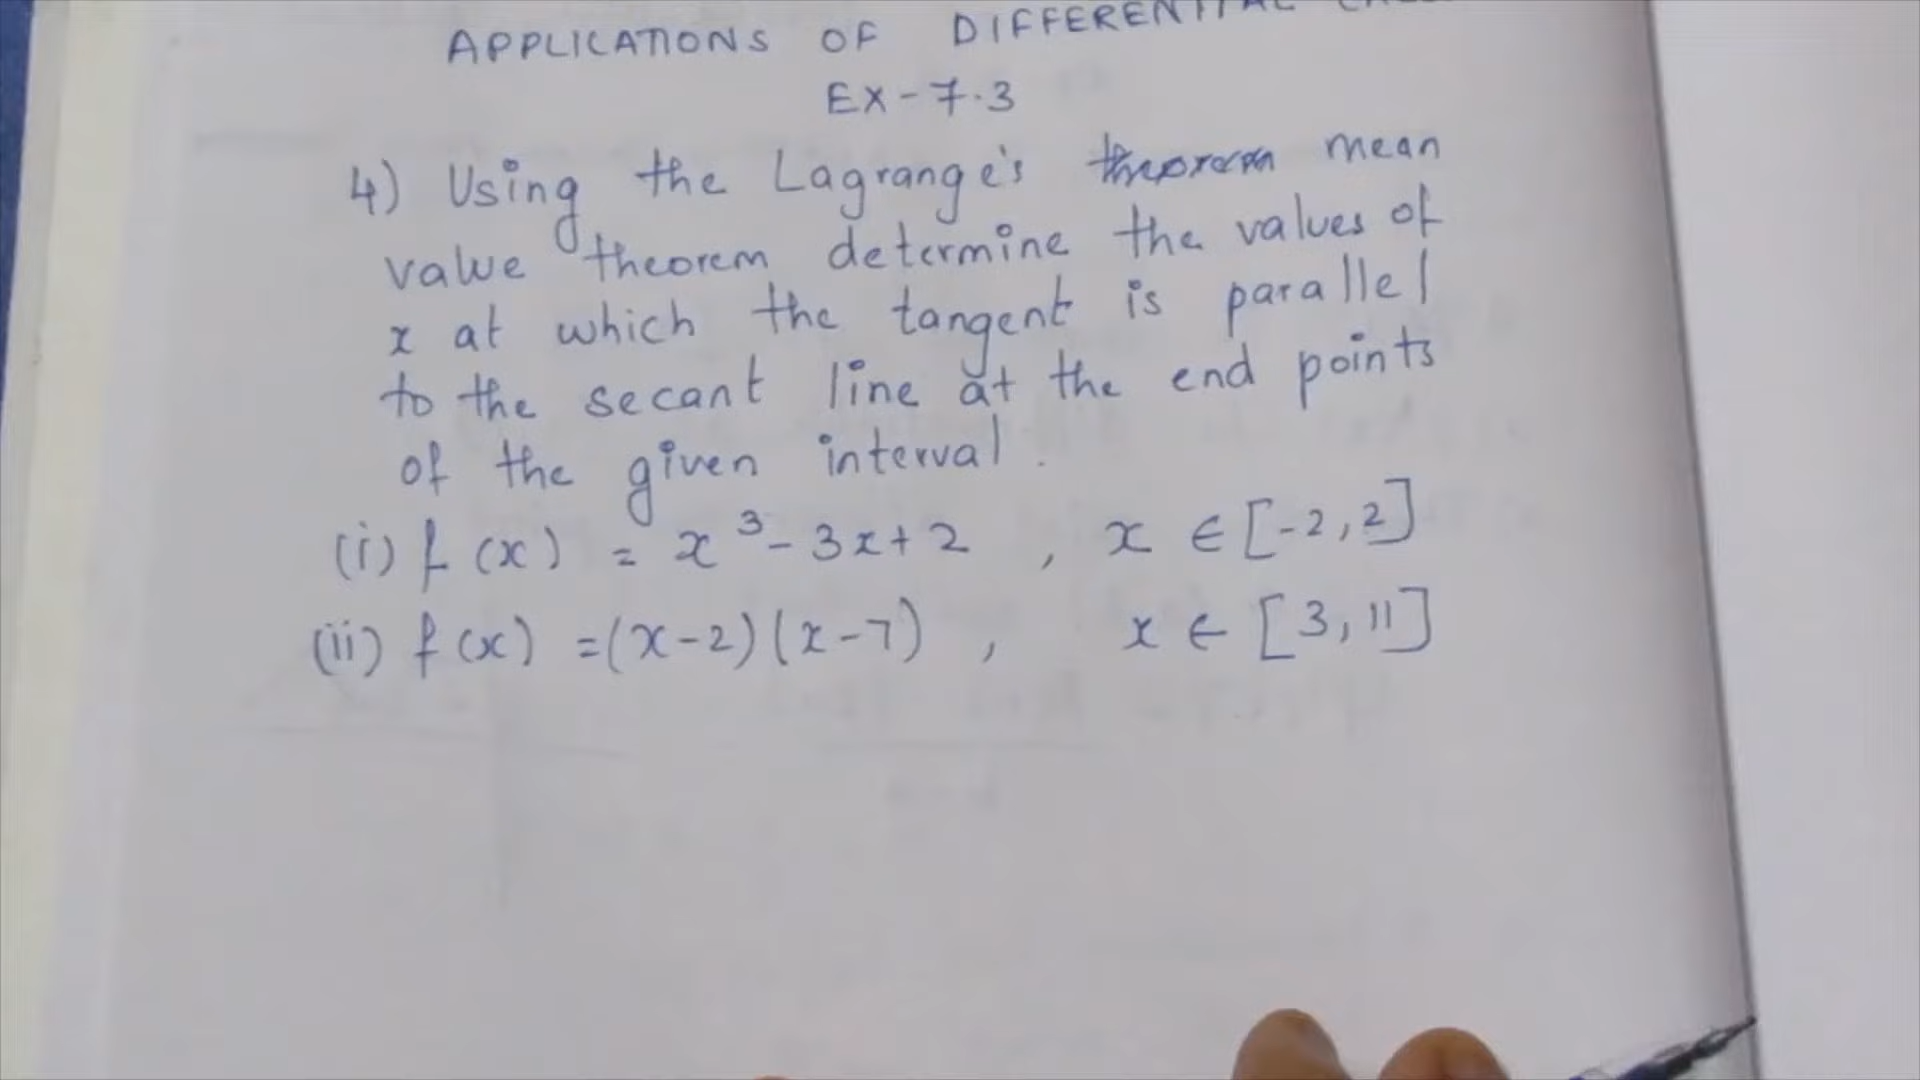 APPLICATIONS OF DIFFERENTIAL
EX-7.3
4) Using the Lagrange's theorem mean
value theorem determine the values of
x at which the tangent is parallel
to the secant line at the end points
of the given interval.
(i) f(x) = x³-3x+2 , x ∈ [-2,2]
(ii) f(x) =(x-2)(x-7) , x ∈ [3,11]